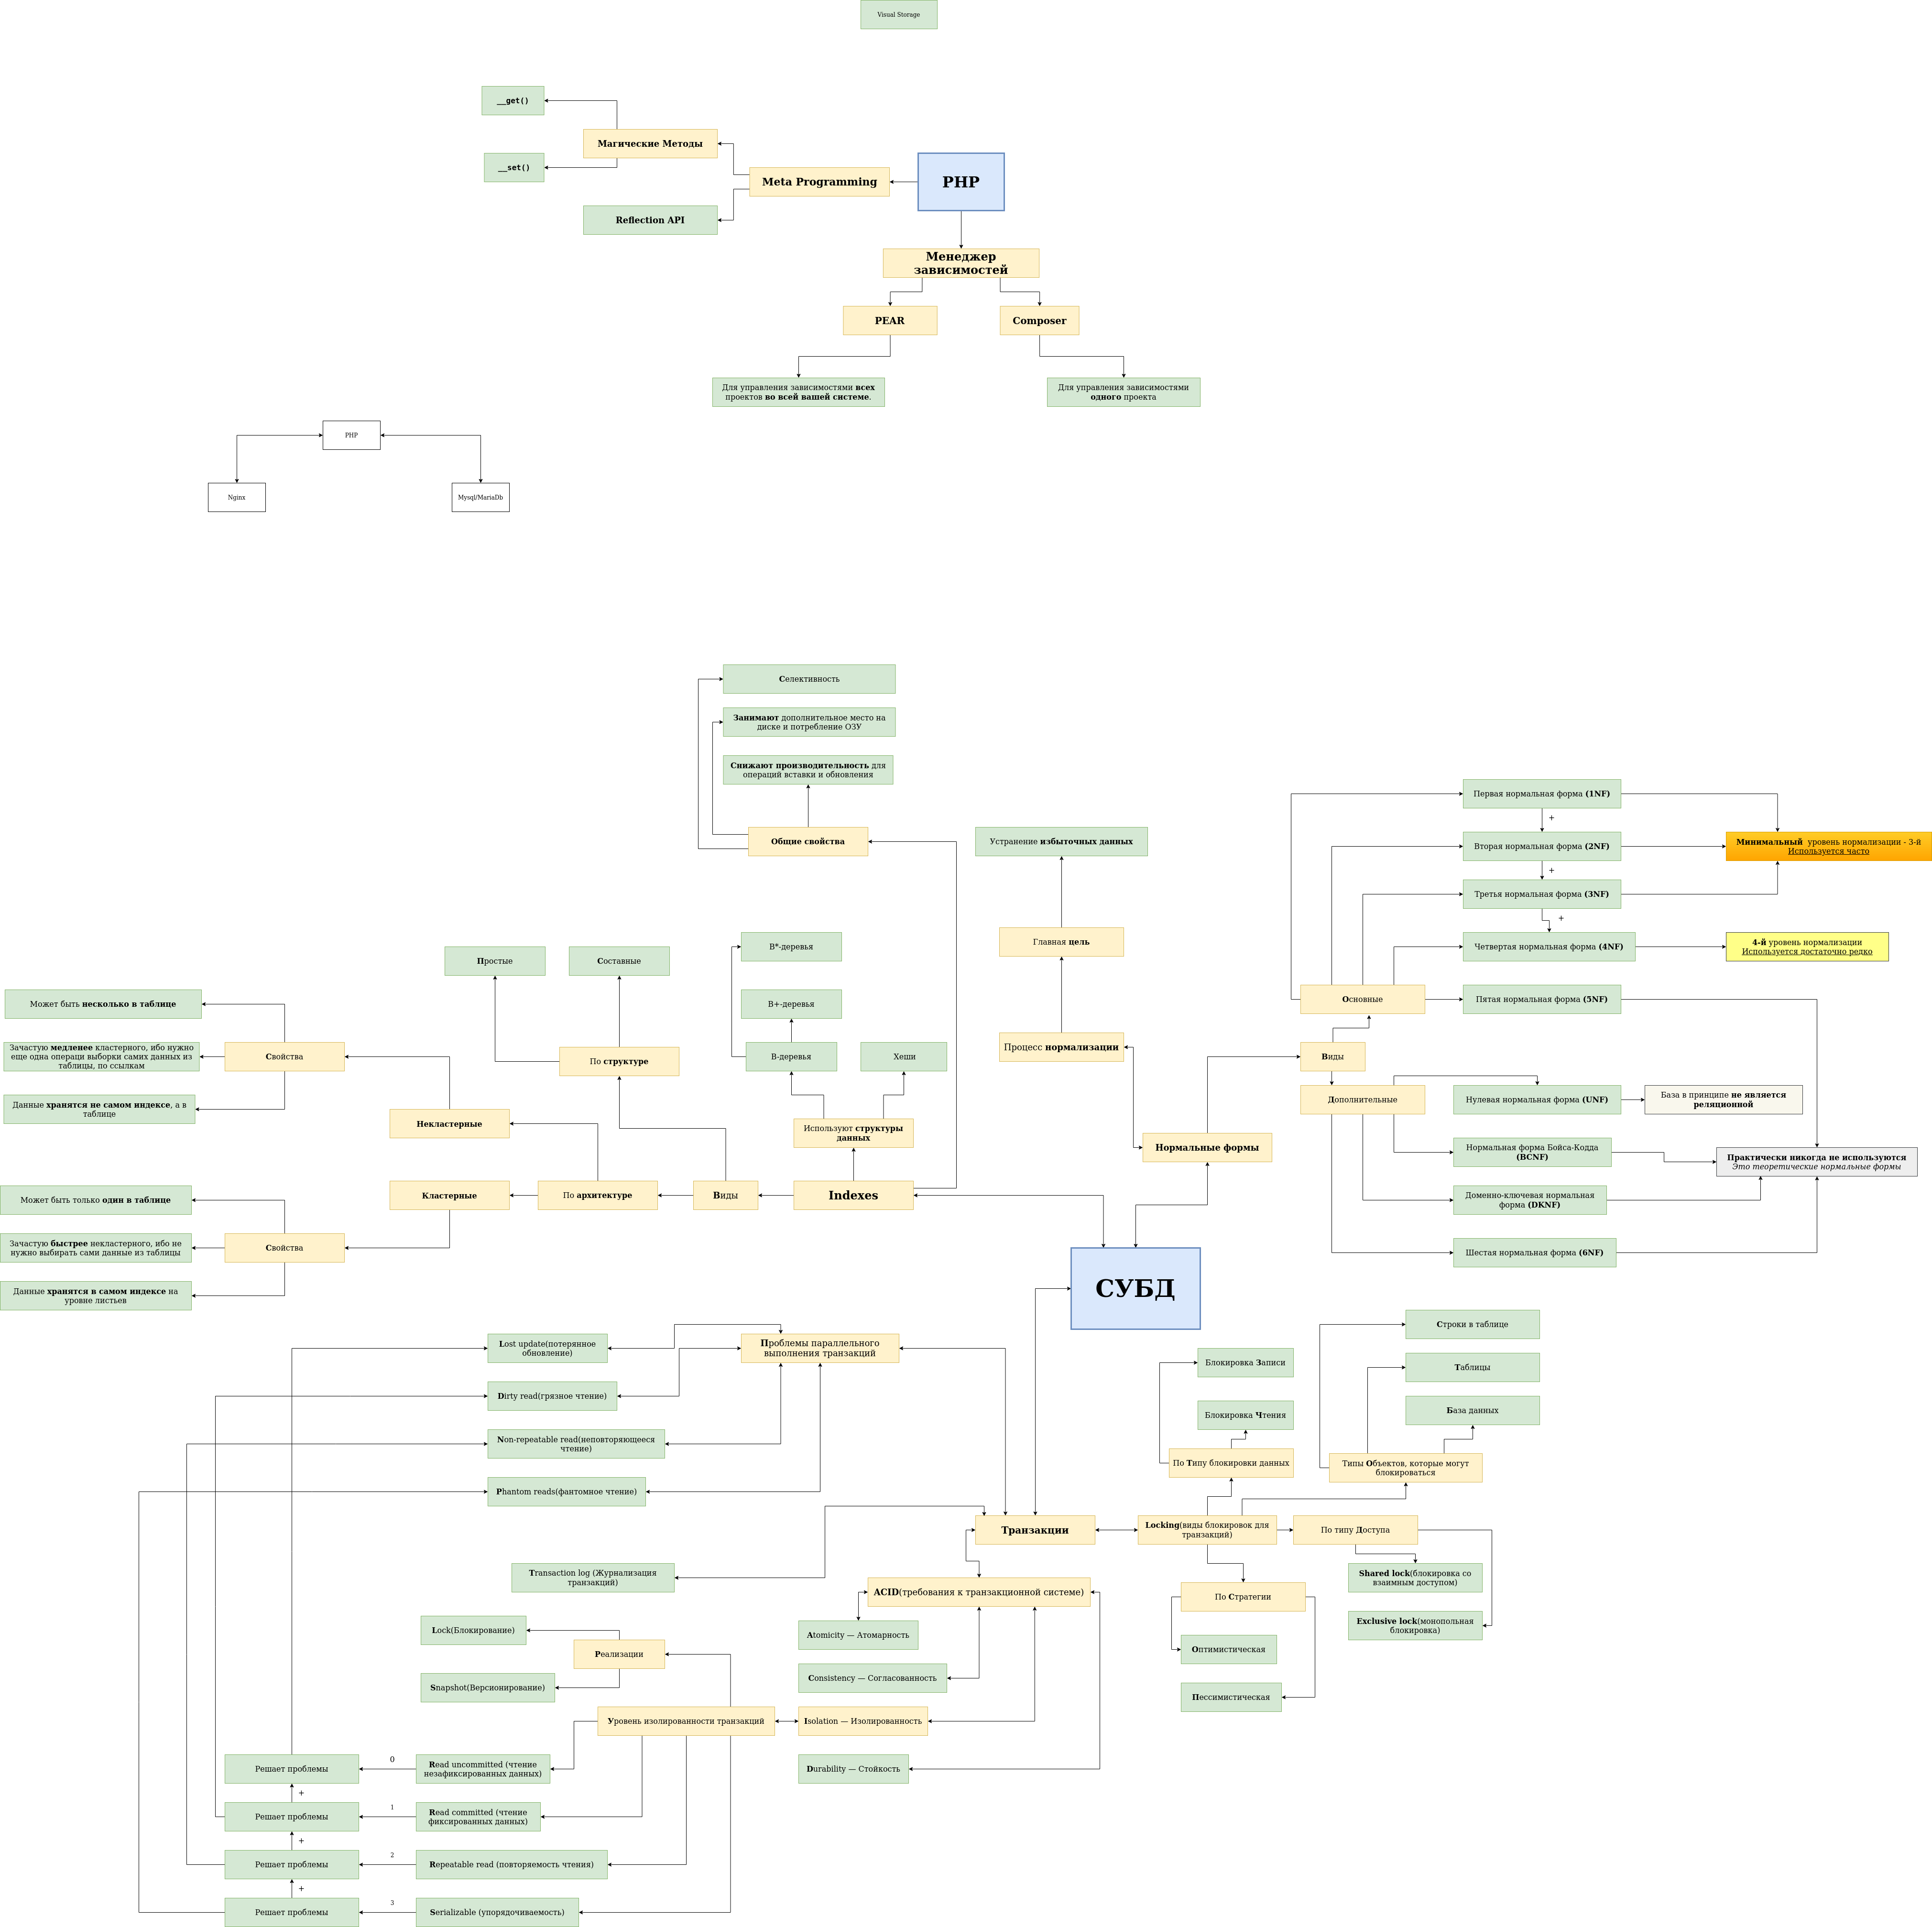 Visual Storage
__get()
Магические Методы
__set()
Meta Programming
PHP
Reflection API
Менеджер
зависимостей
PEAR
Composer
Для управления зависимостями всех
проектов во всей вашей системе.
Для управления зависимостями
одного проекта
PHP
Nginx
Mysql/MariaDb
Селективность
Занимают дополнительное место на
диске и потребление ОЗУ
Снижают производительность для
операций вставки и обновления
Общие свойства
Устранение избыточных данных
Главная цель
Процесс нормализации
Первая нормальная форма (1NF)
+
Вторая нормальная форма (2NF)
+
Третья нормальная форма (3NF)
+
Четвертая нормальная форма (4NF)
Минимальный уровень нормализации - 3-й
Используется часто
4-й уровень нормализации
Используется достаточно редко
Основные
Пятая нормальная форма (5NF)
Виды
Дополнительные
Нулевая нормальная форма (UNF)
База в принципе не является
реляционной
Нормальная форма Бойса-Кодда
(BCNF)
Практически никогда не используются
Это теоретические нормальные формы
Доменно-ключевая нормальная
форма (DKNF)
Шестая нормальная форма (6NF)
Нормальные формы
B*-деревья
B+-деревья
B-деревья
Хеши
Используют структуры
данных
Простые
Составные
По структуре
Может быть несколько в таблице
Зачастую медленее кластерного, ибо нужно
еще одна операци выборки самих данных из
таблицы, по ссылкам
Свойства
Данные хранятся не самом индексе, а в
таблице
Некластерные
Кластерные
По архитектуре
Виды
Indexes
Может быть только один в таблице
Зачастую быстрее некластерного, ибо не
нужно выбирать сами данные из таблицы
Свойства
Данные хранятся в самом индексе на
уровне листьев
СУБД
Lost update(потерянное
обновление)
Проблемы параллельного
выполнения транзакций
Dirty read(грязное чтение)
Non-repeatable read(неповторяющееся
чтение)
Phantom reads(фантомное чтение)
Блокировка Записи
Блокировка Чтения
По Типу блокировки данных
Строки в таблице
Таблицы
База данных
Типы Объектов, которые могут
блокироваться
Транзакции
Locking(виды блокировок для
транзакций)
По типу Доступа
Shared lock(блокировка со
взаимным доступом)
Exclusive lock(монопольная
блокировка)
По Стратегии
Оптимистическая
Пессимистическая
Transaction log (Журнализация
транзакций)
ACID(требования к транзакционной системе)
Atomicity — Атомарность
Consistency — Согласованность
Isolation — Изолированность
Durability — Стойкость
Lock(Блокирование)
Реализации
Snapshot(Версионирование)
Уровень изолированности транзакций
Решает проблемы
0
Read uncommitted (чтение
незафиксированных данных)
+
Решает проблемы
1
Read committed (чтение
фиксированных данных)
+
Решает проблемы
2
Repeatable read (повторяемость чтения)
+
Решает проблемы
3
Serializable (упорядочиваемость)